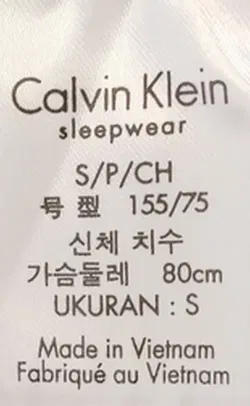 Calvin Klein
sleepwear
S/P/CH
号 型 155/75
신체 치수
가슴둘레 80cm
UKURAN : S
Made in Vietnam
Fabriqué au Vietnam